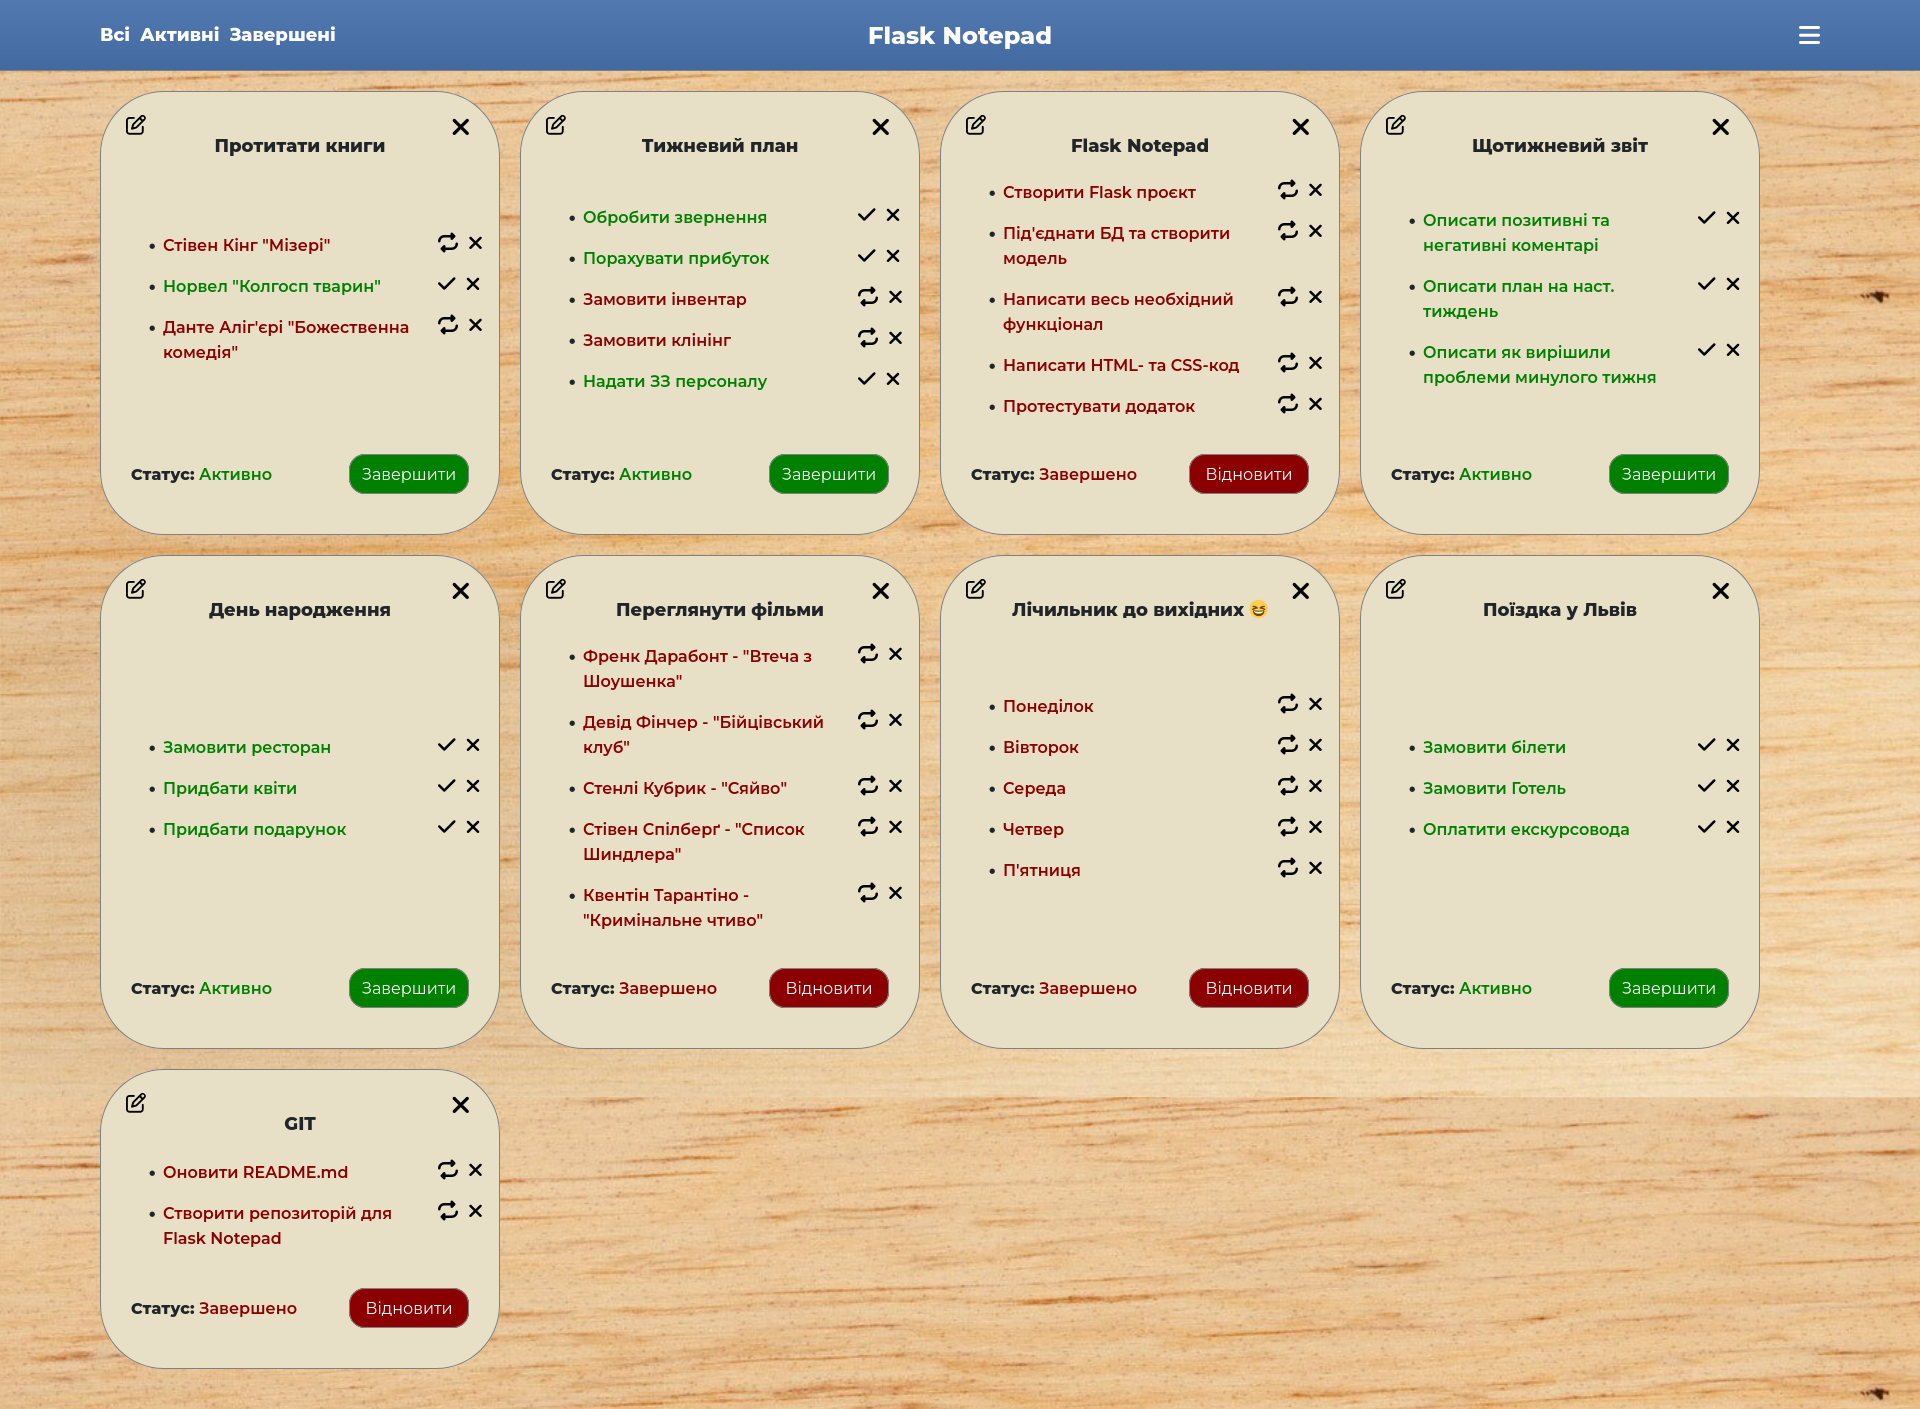 Всі Активні Завершені
Flask Notepad
Протитати книги
Стівен Кінг "Мізері"
Норвел "Колгосп тварин"
Данте Аліг'єрі "Божественна
комедія"
Статус: Активно
Завершити
Тижневий план
Обробити звернення
Порахувати прибуток
Замовити інвентар
Замовити клінінг
Надати ЗЗ персоналу
Статус: Активно
Завершити
Flask Notepad
Створити Flask проєкт
Під'єднати БД та створити
модель
Написати весь необхідний
функціонал
Написати HTML- та CSS-код
Протестувати додаток
Статус: Завершено
Відновити
Щотижневий звіт
Описати позитивні та
негативні коментарі
Описати план на наст.
тиждень
Описати як вирішили
проблеми минулого тижня
Статус: Активно
Завершити
День народження
Замовити ресторан
Придбати квіти
Придбати подарунок
Статус: Активно
Завершити
Переглянути фільми
Френк Дарабонт - "Втеча з
Шоушенка"
Девід Фінчер - "Бійцівський
клуб"
Стенлі Кубрик - "Сяйво"
Стівен Спілберґ - "Список
Шиндлера"
Квентін Тарантіно -
"Кримінальне чтиво"
Статус: Завершено
Відновити
Лічильник до вихідних 😆
Понеділок
Вівторок
Середа
Четвер
П'ятниця
Статус: Завершено
Відновити
Поїздка у Львів
Замовити білети
Замовити Готель
Оплатити екскурсовода
Статус: Активно
Завершити
GIT
Оновити README.md
Створити репозиторій для
Flask Notepad
Статус: Завершено
Відновити